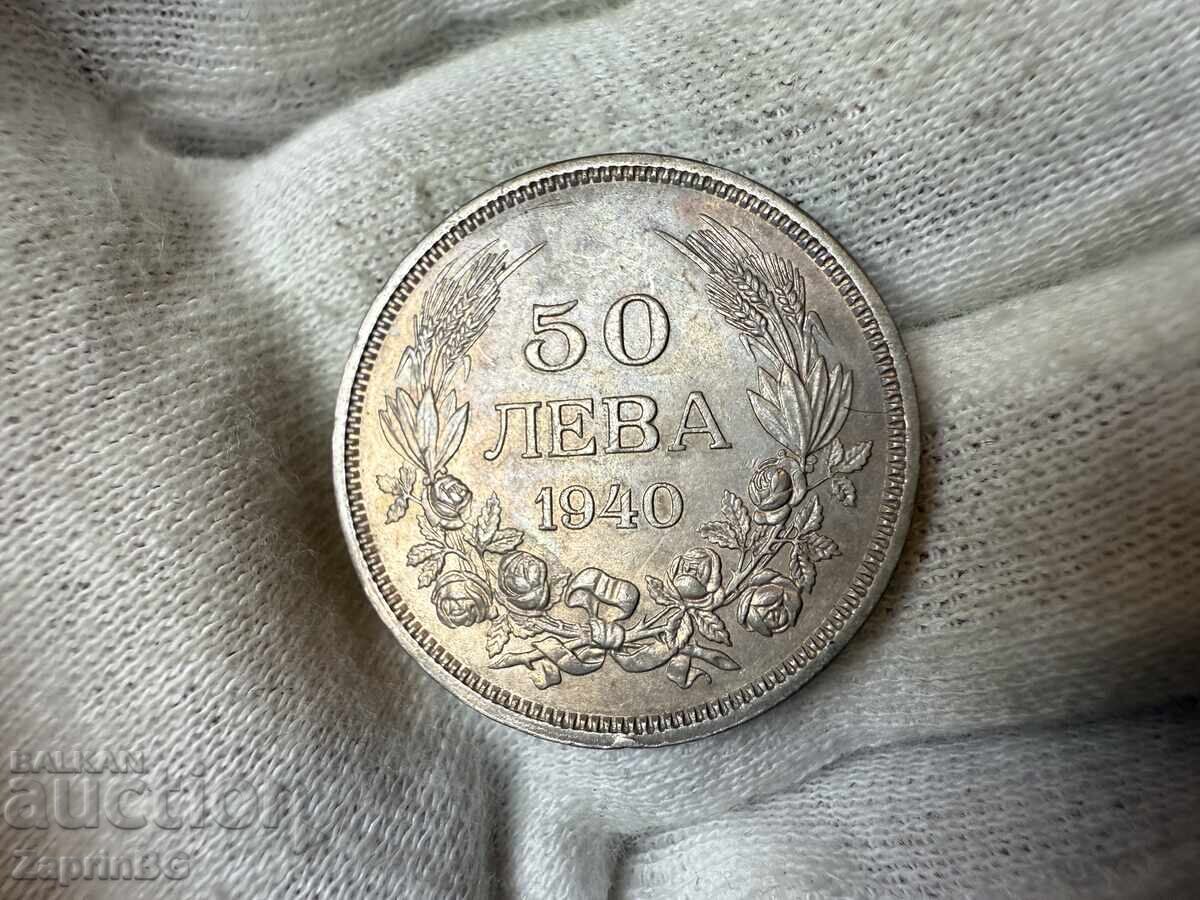 50
ЛЕВА
1940
BALKAN
auction
ZaprinBG